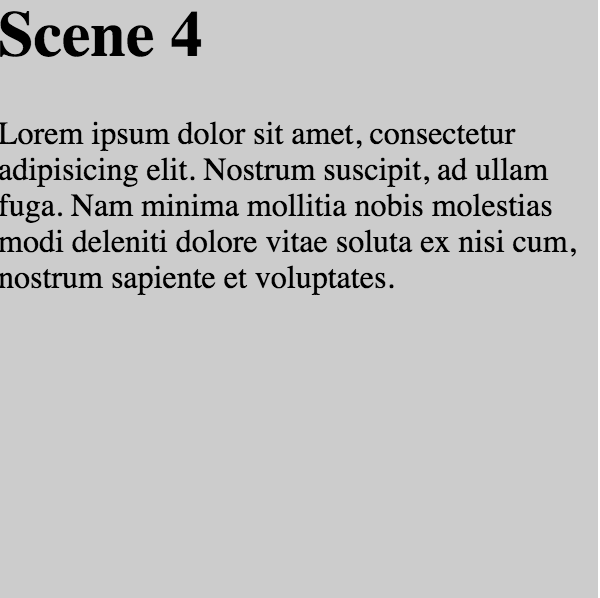 Scene 4
Lorem ipsum dolor sit amet, consectetur
adipisicing elit. Nostrum suscipit, ad ullam
fuga. Nam minima mollitia nobis molestias
modi deleniti dolore vitae soluta ex nisi cum,
nostrum sapiente et voluptates.